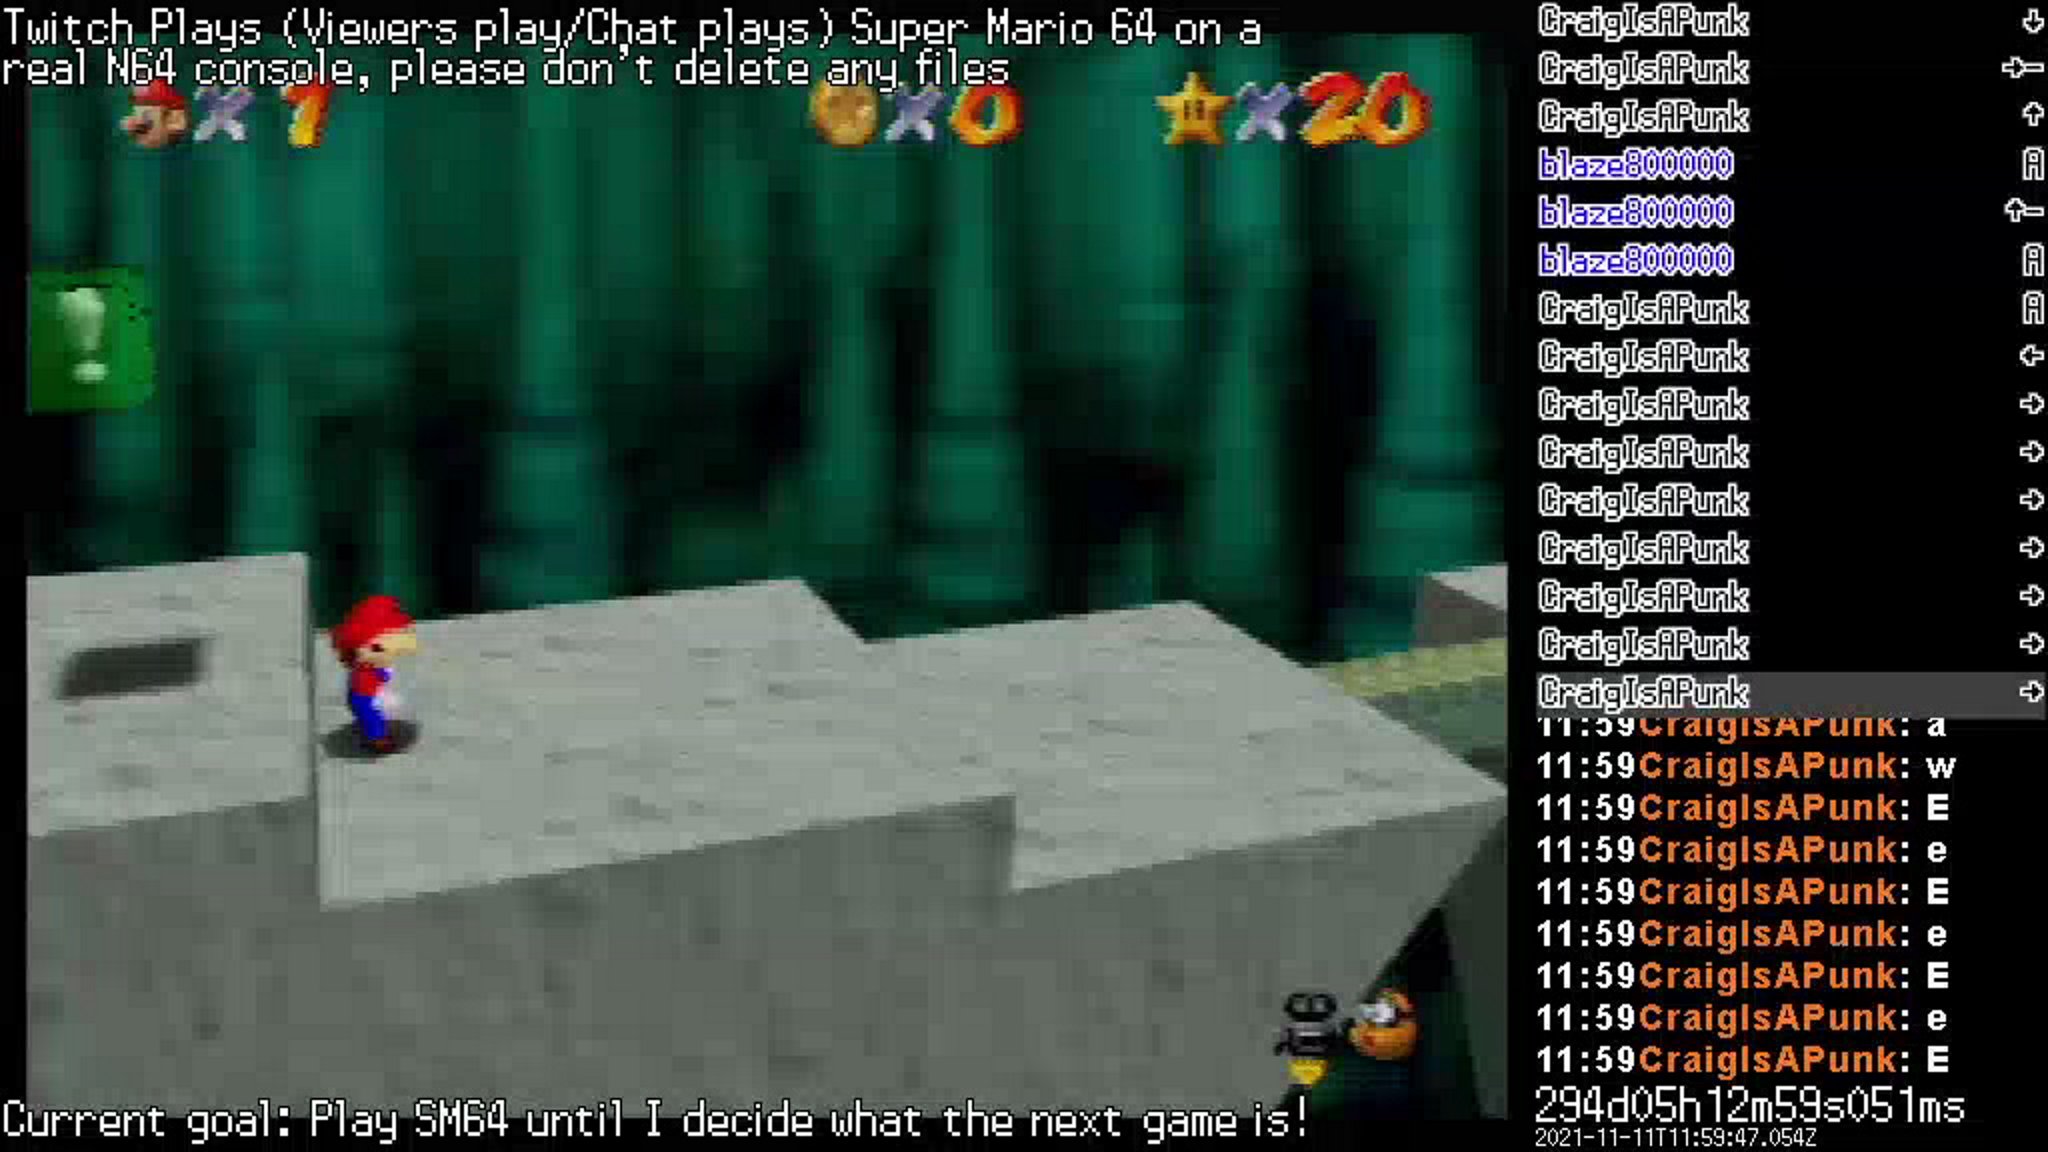 Twitch Plays (Viewers play/Chat plays) Super Mario 64 on a
real N64 console, please don't delete any files
x 1
x 0
x 20
!
Current goal: Play SM64 until I decide what the next game is!
CraigIsAPunk ↓
CraigIsAPunk
CraigIsAPunk ↑
blaze800000 A
blaze800000
blaze800000 A
CraigIsAPunk A
CraigIsAPunk ←
CraigIsAPunk →
CraigIsAPunk →
CraigIsAPunk →
CraigIsAPunk →
CraigIsAPunk →
CraigIsAPunk →
CraigIsAPunk →
11:59CraigIsAPunk: a
11:59CraigIsAPunk: w
11:59CraigIsAPunk: E
11:59CraigIsAPunk: e
11:59CraigIsAPunk: E
11:59CraigIsAPunk: e
11:59CraigIsAPunk: E
11:59CraigIsAPunk: e
11:59CraigIsAPunk: E
294d05h12m59s051ms
2021-11-11T11:59:47.054Z